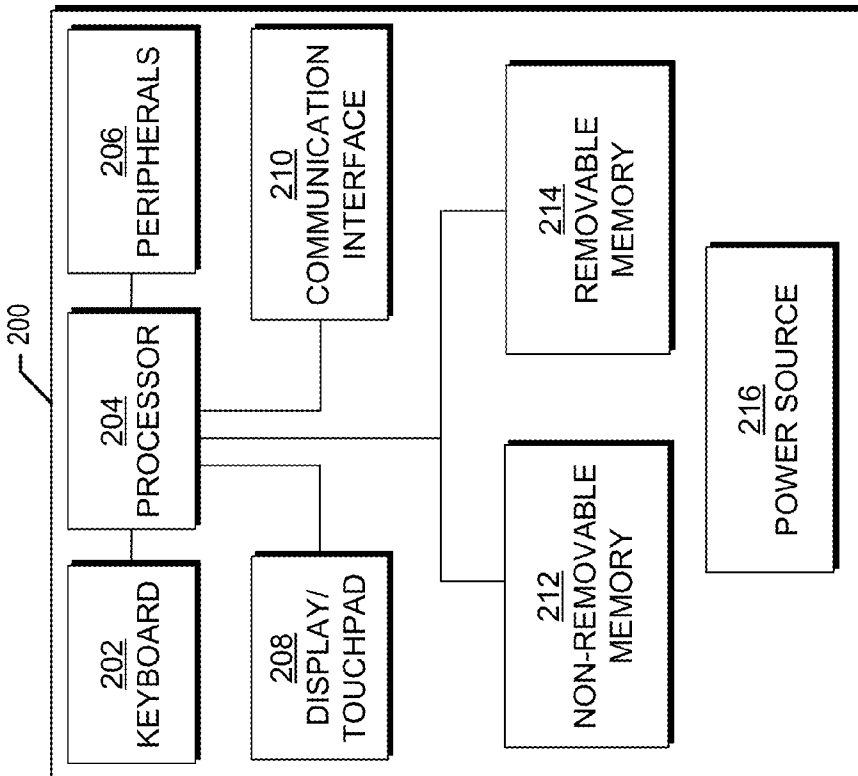 200
202
KEYBOARD
204
PROCESSOR
206
PERIPHERALS
208
DISPLAY/
TOUCHPAD
210
COMMUNICATION
INTERFACE
212
NON-REMOVABLE
MEMORY
214
REMOVABLE
MEMORY
216
POWER SOURCE